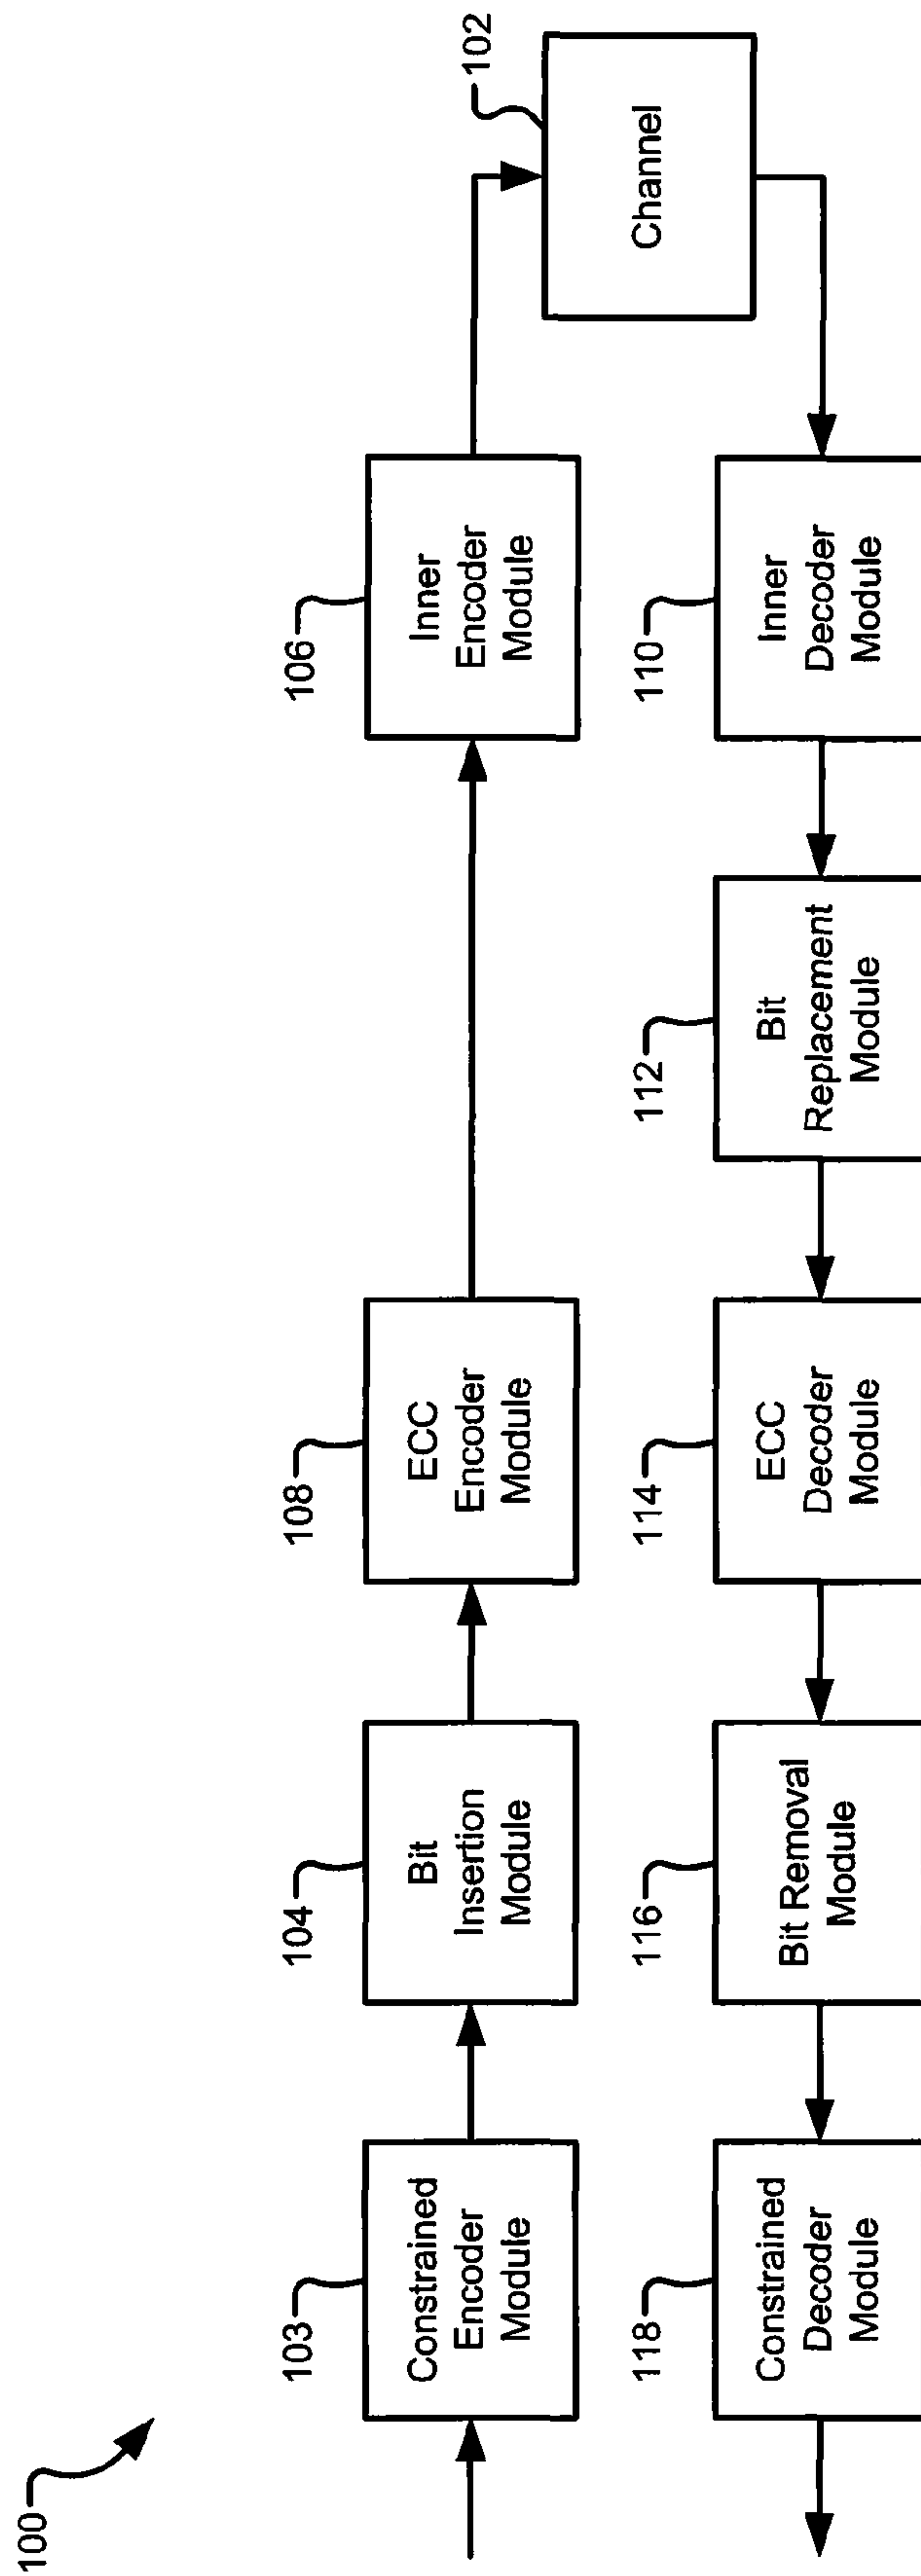 100
103
Constrained
Encoder
Module
104
Bit
Insertion
Module
108
ECC
Encoder
Module
106
Inner
Encoder
Module
102
Channel
118
Constrained
Decoder
Module
116
Bit Removal
Module
114
ECC
Decoder
Module
112
Bit
Replacement
Module
110
Inner
Decoder
Module